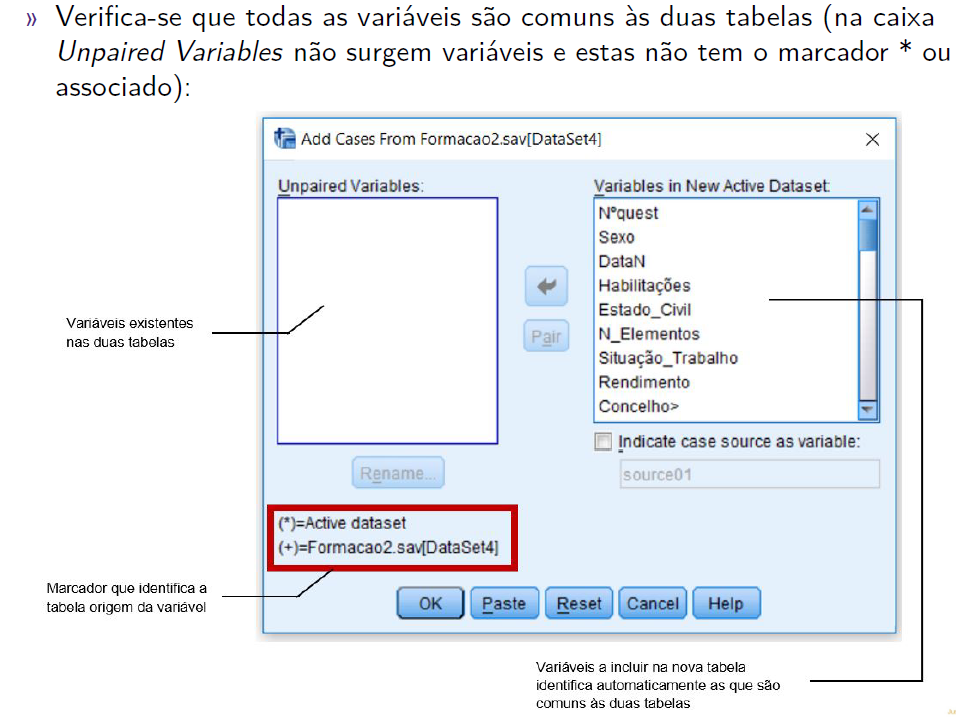 » Verifica-se que todas as variáveis são comuns às duas tabelas (na caixa
Unpaired Variables não surgem variáveis e estas não tem o marcador * ou
associado):
Add Cases From Formacao2.sav[DataSet4]
Unpaired Variables:
Variables in New Active Dataset:
NºquestSexo
DataN
Habilitações
Estado_Civil
N_Elementos
Situação_Trabalho
Rendimento
Concelho>
Pair
Variáveis existentes
nas duas tabelas
Indicate case source as variable:
source01
Rename...
(*)=Active dataset
(+)=Formacao2.sav[DataSet4]
Marcador que identifica a
tabela origem da variável
OK Paste Reset Cancel Help
Variáveis a incluir na nova tabela
identifica automaticamente as que são
comuns às duas tabelas